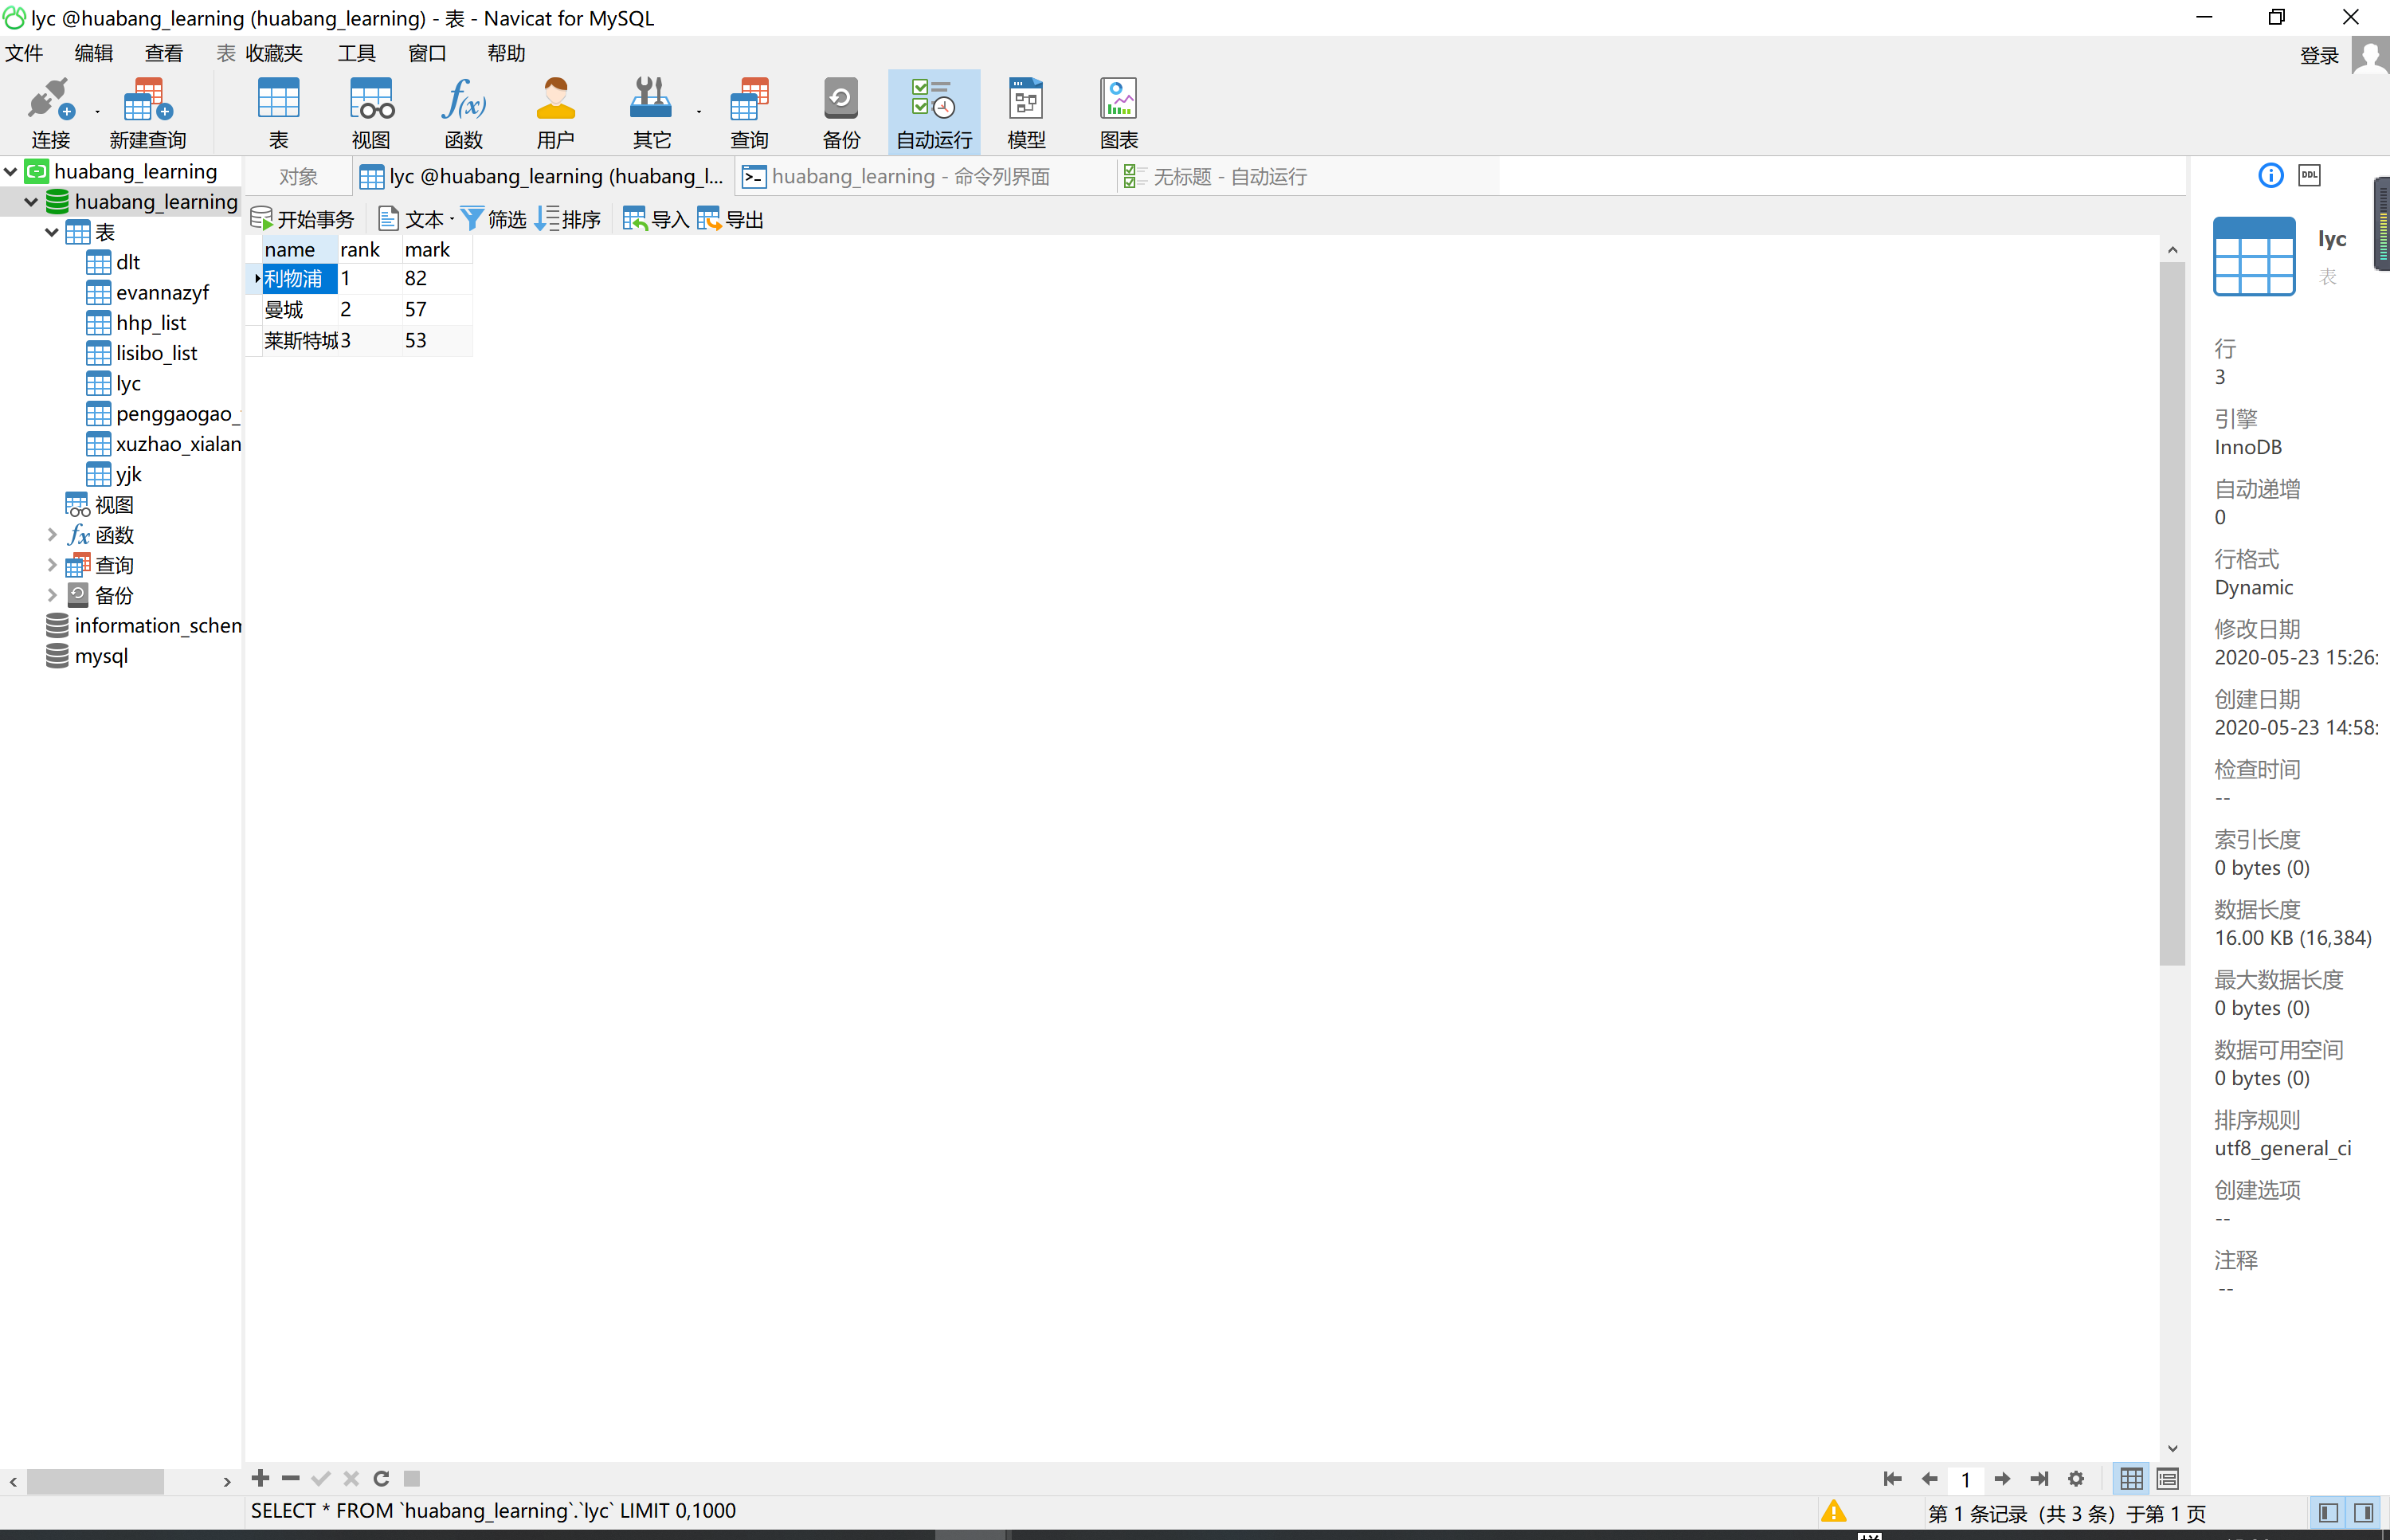 lyc @huabang_learning (huabang_learning) - 表 - Navicat for MySQL
文件 编辑 查看 表 收藏夹 工具 窗口 帮助 登录
连接 新建查询 表 视图 函数 用户 其它 查询 备份 自动运行 模型 图表
huabang_learning
huabang_learning
表
dlt
evannazyf
hhp_list
lisibo_list
lyc
penggaogao_
xuzhao_xialan
yjk
视图
函数
查询
备份
information_schem
mysql
对象 lyc @huabang_learning (huabang_l... huabang_learning - 命令列界面 无标题 - 自动运行
开始事务 文本 筛选 排序 导入 导出
name rank mark
利物浦 1 82
曼城 2 57
莱斯特城 3 53
DDL
lyc
表
行
3
引擎
InnoDB
自动递增
0
行格式
Dynamic
修改日期
2020-05-23 15:26:
创建日期
2020-05-23 14:58:
检查时间
--
索引长度
0 bytes (0)
数据长度
16.00 KB (16,384)
最大数据长度
0 bytes (0)
数据可用空间
0 bytes (0)
排序规则
utf8_general_ci
创建选项
--
注释
--
1
SELECT * FROM `huabang_learning`.`lyc` LIMIT 0,1000
第 1 条记录 (共 3 条) 于第 1 页